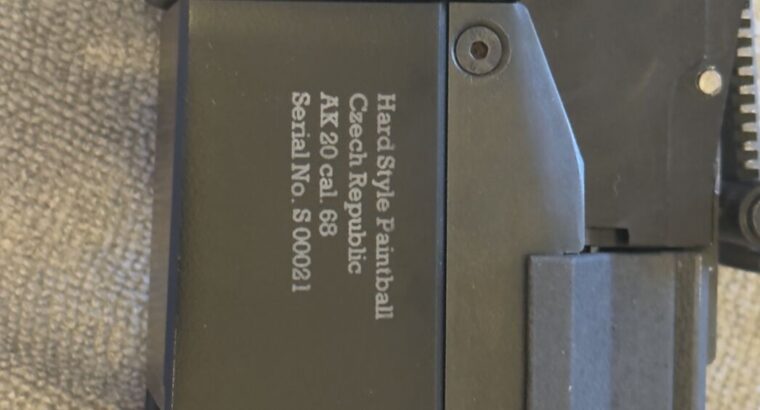 Hard Style Paintball
Czech Republic
AK 20 cal. 68
Serial No. S 00021